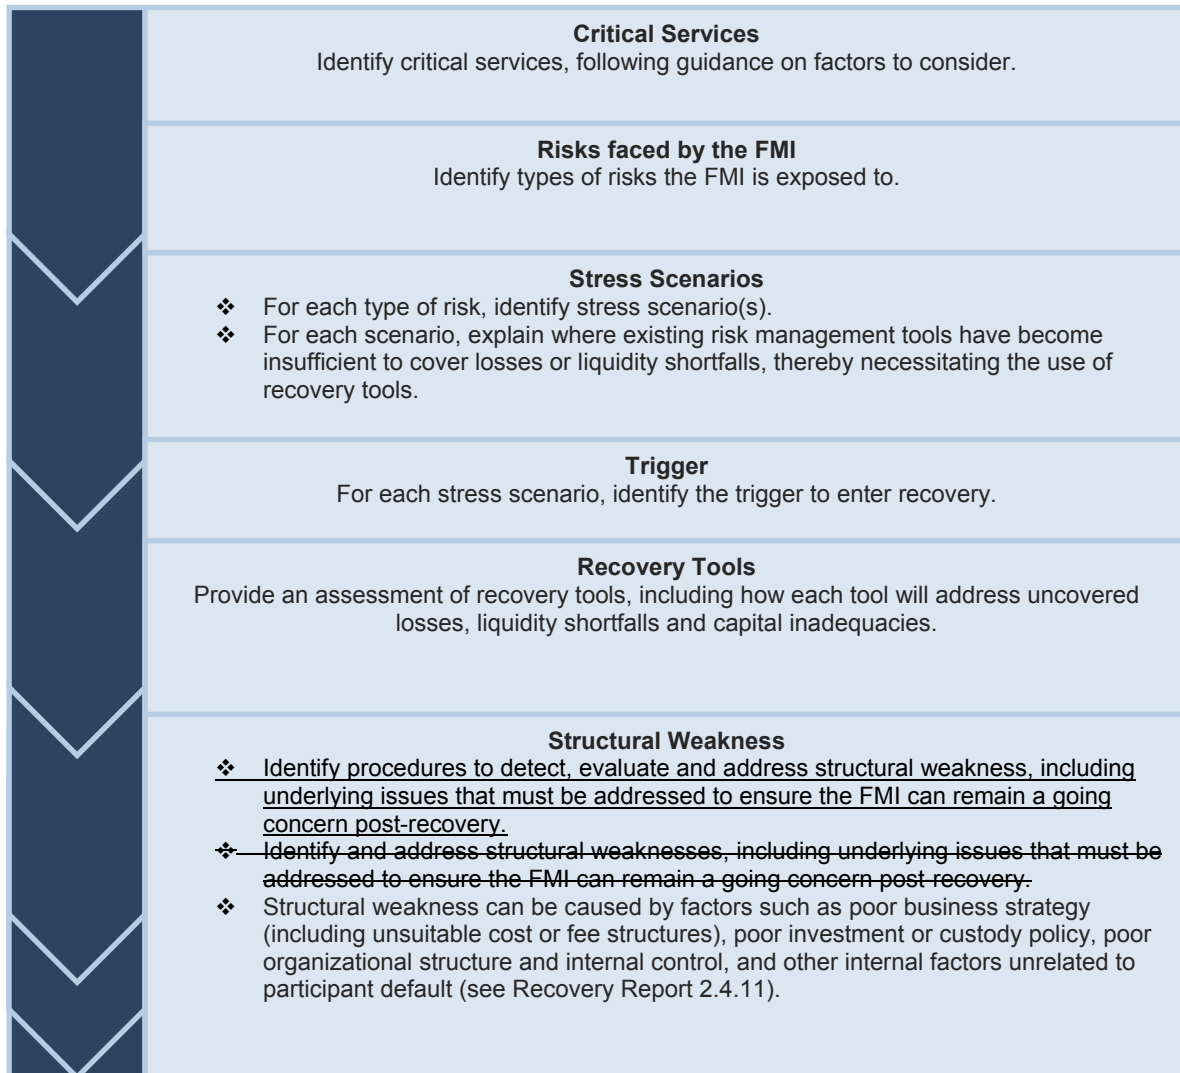 Critical Services
Identify critical services, following guidance on factors to consider.
Risks faced by the FMI
Identify types of risks the FMI is exposed to.
Stress Scenarios
❖ For each type of risk, identify stress scenario(s).
❖ For each scenario, explain where existing risk management tools have become
insufficient to cover losses or liquidity shortfalls, thereby necessitating the use of
recovery tools.
Trigger
For each stress scenario, identify the trigger to enter recovery.
Recovery Tools
Provide an assessment of recovery tools, including how each tool will address uncovered
losses, liquidity shortfalls and capital inadequacies.
Structural Weakness
❖ Identify procedures to detect, evaluate and address structural weakness, including
underlying issues that must be addressed to ensure the FMI can remain a going
concern post-recovery.
❖ Identify and address structural weaknesses, including underlying issues that must be
addressed to ensure the FMI can remain a going concern post-recovery.
❖ Structural weakness can be caused by factors such as poor business strategy
(including unsuitable cost or fee structures), poor investment or custody policy, poor
organizational structure and internal control, and other internal factors unrelated to
participant default (see Recovery Report 2.4.11).